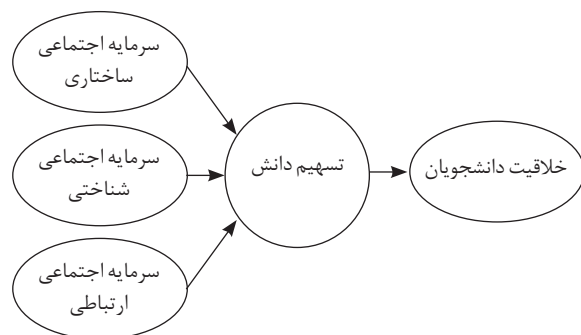 سرمایه اجتماعی
ساختاری
سرمایه اجتماعی
شناختی
تسهیم دانش
خلاقیت دانشجویان
سرمایه اجتماعی
ارتباطی